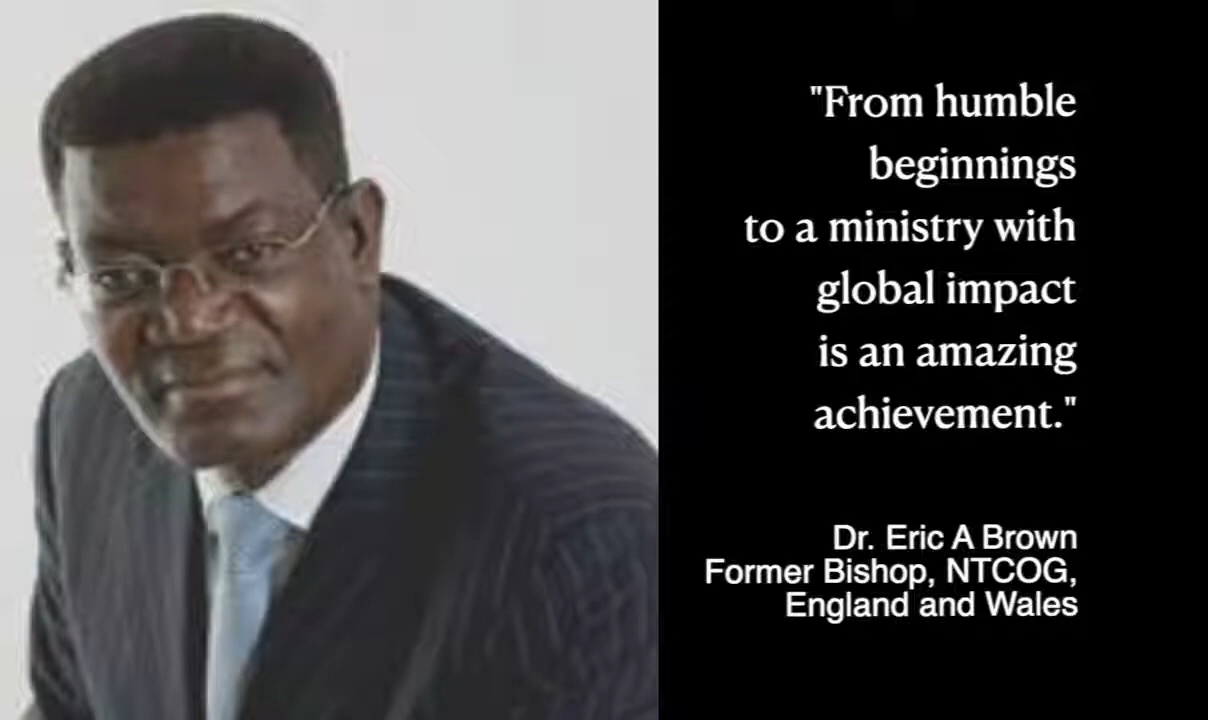 "From humble
beginnings
to a ministry with
global impact
is an amazing
achievement."
Dr. Eric A Brown
Former Bishop, NTCOG,
England and Wales